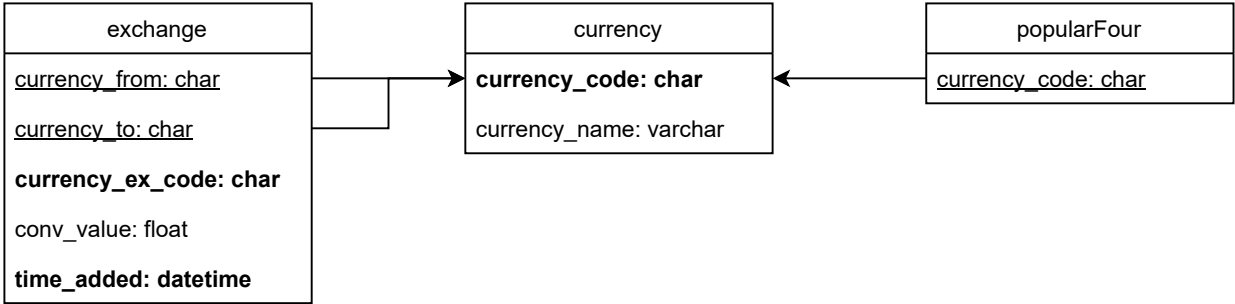 exchange
currency_from: char
currency_to: char
currency_ex_code: char
conv_value: float
time_added: datetime
currency
currency_code: char
currency_name: varchar
popularFour
currency_code: char